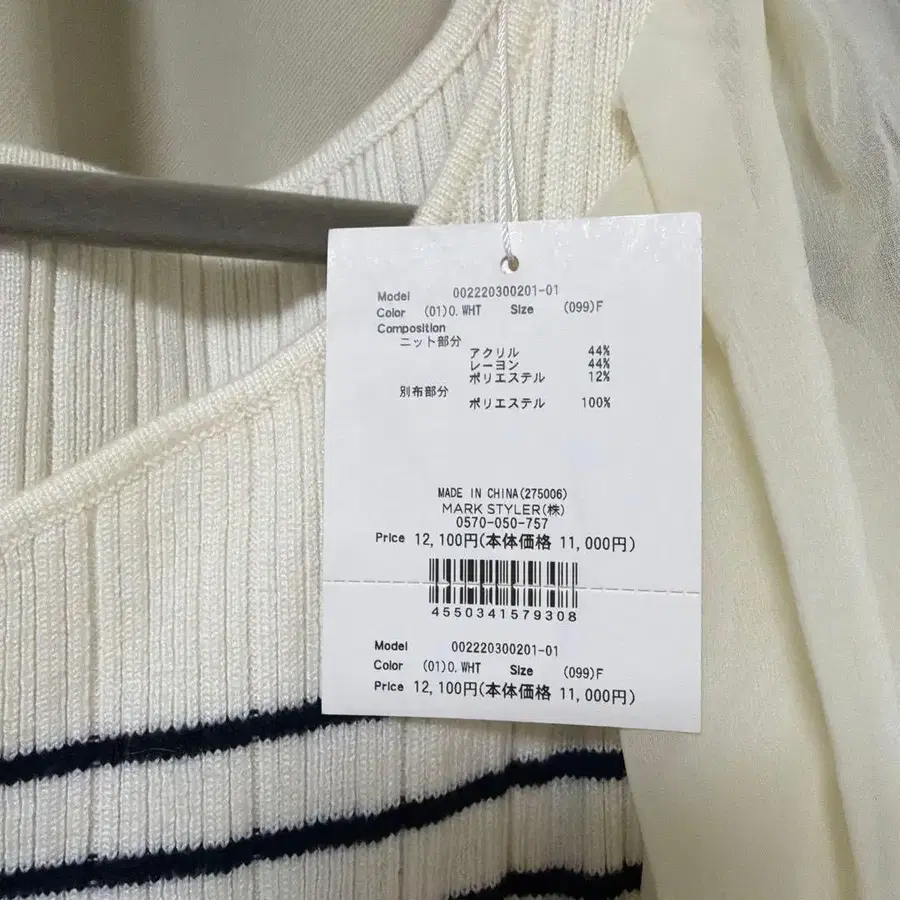 Model 002220300201-01
Color (01)O.WHT Size (099)F
Composition
ニット部分
アクリル 44%
レーヨン 44%
ポリエステル 12%
別布部分
ポリエステル 100%
MADE IN CHINA(275006)
MARK STYLER(株)
0570-050-757
Price 12,100円(本体価格 11,000円)
4550341579308
Model 002220300201-01
Color (01)O.WHT Size (099)F
Price 12,100円(本体価格 11,000円)